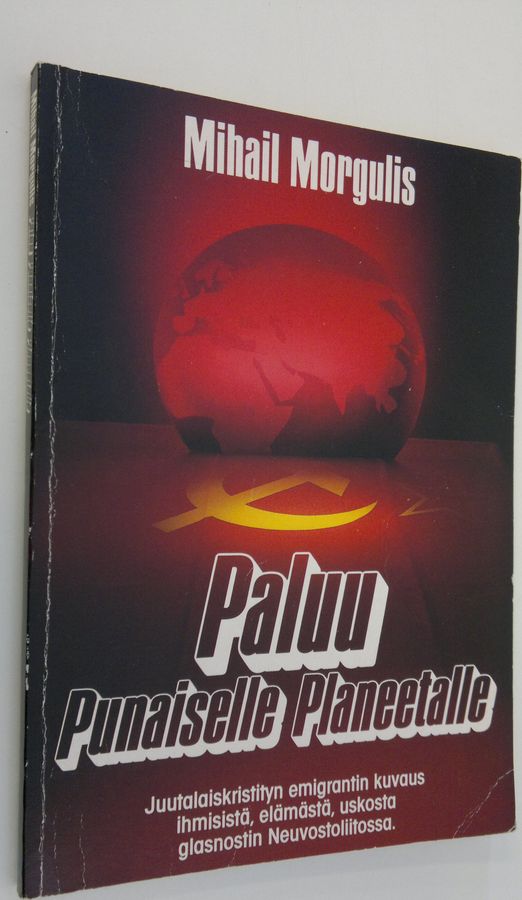 Mihail Morgulis
Paluu
Punaiselle Planeetalle
Juutalaiskristityn emigrantin kuvaus
ihmisistä, elämästä, uskosta
glasnostin Neuvostoliitossa.